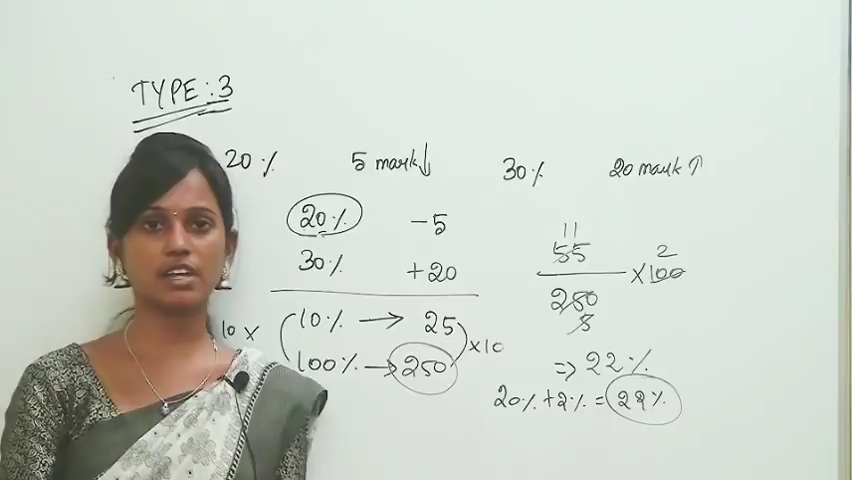 TYPE : 3
20% 5 mark↓ 30% 20 mark↑
20% -5
30% +20
10% → 25
100% → 250
10 ×
×10
11
55
250
5
×100
2
=> 22%
20% + 2% = 22%